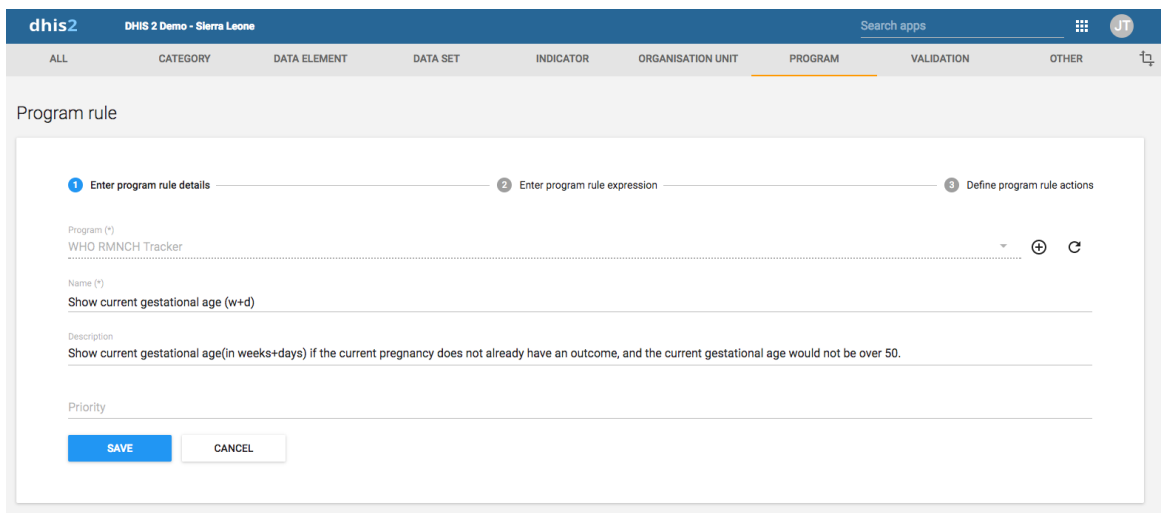 dhis2 DHIS 2 Demo - Sierra Leone Search apps JT
ALL CATEGORY DATA ELEMENT DATA SET INDICATOR ORGANISATION UNIT PROGRAM VALIDATION OTHER
Program rule
1 Enter program rule details 2 Enter program rule expression 3 Define program rule actions
Program (*)
WHO RMNCH Tracker
Name (*)
Show current gestational age (w+d)
Description
Show current gestational age(in weeks+days) if the current pregnancy does not already have an outcome, and the current gestational age would not be over 50.
Priority
SAVE CANCEL